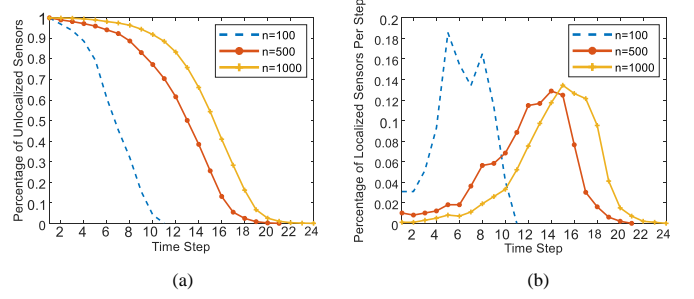 Percentage of Unlocalized Sensors
1
0.9
0.8
0.7
0.6
0.5
0.4
0.3
0.2
0.1
0
2 4 6 8 10 12 14 16 18 20 22 24
Time Step
n=100
n=500
n=1000
(a)
Percentage of Localized Sensors Per Step
0.2
0.18
0.16
0.14
0.12
0.1
0.08
0.06
0.04
0.02
0
2 4 6 8 10 12 14 16 18 20 22 24
Time Step
n=100
n=500
n=1000
(b)